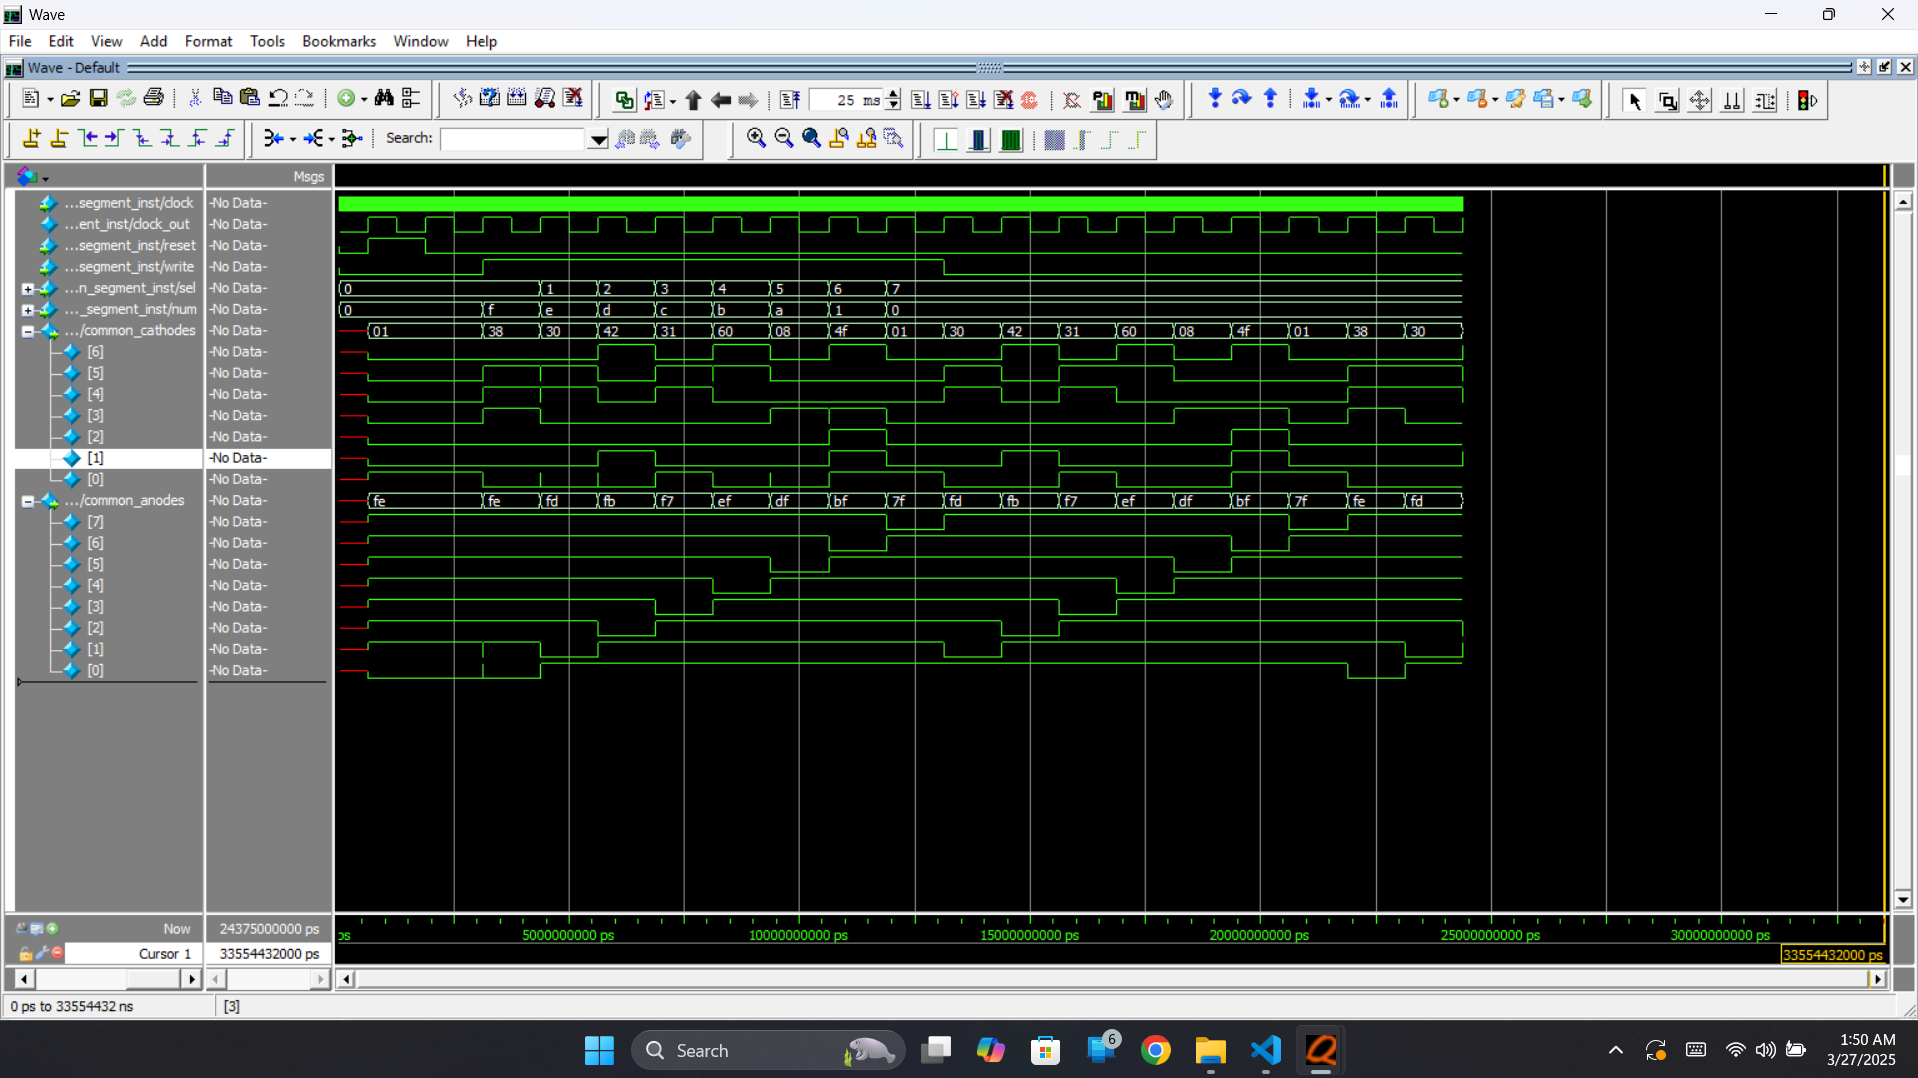 Wave
File Edit View Add Format Tools Bookmarks Window Help
Wave - Default
25 ms
Search:
Msgs
...segment_inst/clock -No Data-
...ent_inst/clock_out -No Data-
...segment_inst/reset -No Data-
...segment_inst/write -No Data-
...n_segment_inst/sel -No Data- 0 1 2 3 4 5 6 7
..._segment_inst/num -No Data- 0 f e d c b a 1 0
.../common_cathodes -No Data- 01 38 30 42 31 60 08 4f 01 30 42 31 60 08 4f 01 38 30
[6] -No Data-
[5] -No Data-
[4] -No Data-
[3] -No Data-
[2] -No Data-
[1] -No Data-
[0] -No Data-
.../common_anodes -No Data- fe fe fd fb f7 ef df bf 7f fd fb f7 ef df bf 7f fe fd
[7] -No Data-
[6] -No Data-
[5] -No Data-
[4] -No Data-
[3] -No Data-
[2] -No Data-
[1] -No Data-
[0] -No Data-
Now 24375000000 ps ps 5000000000 ps 10000000000 ps 15000000000 ps 20000000000 ps 25000000000 ps 30000000000 ps
Cursor 1 33554432000 ps 33554432000 ps
0 ps to 33554432 ns [3]
Search
6
1:50 AM
3/27/2025